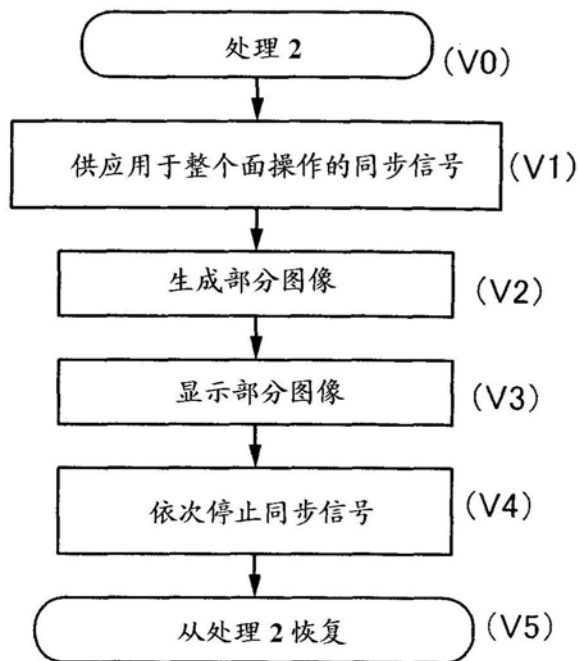 处理 2 (V0)
供应用于整个面操作的同步信号 (V1)
生成部分图像 (V2)
显示部分图像 (V3)
依次停止同步信号 (V4)
从处理 2 恢复 (V5)